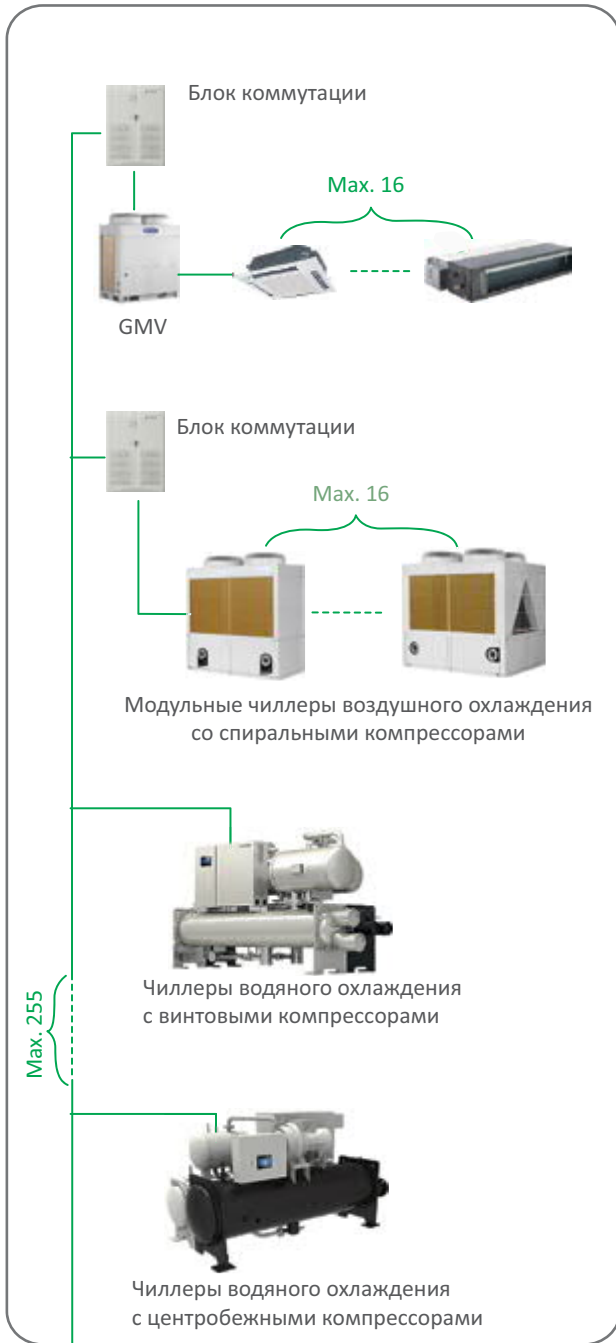 Блок коммутации
Max. 16
GMV
Блок коммутации
Max. 16
Модульные чиллеры воздушного охлаждения
со спиральными компрессорами
Чиллеры водяного охлаждения
с винтовыми компрессорами
Max. 255
Чиллеры водяного охлаждения
с центробежными компрессорами